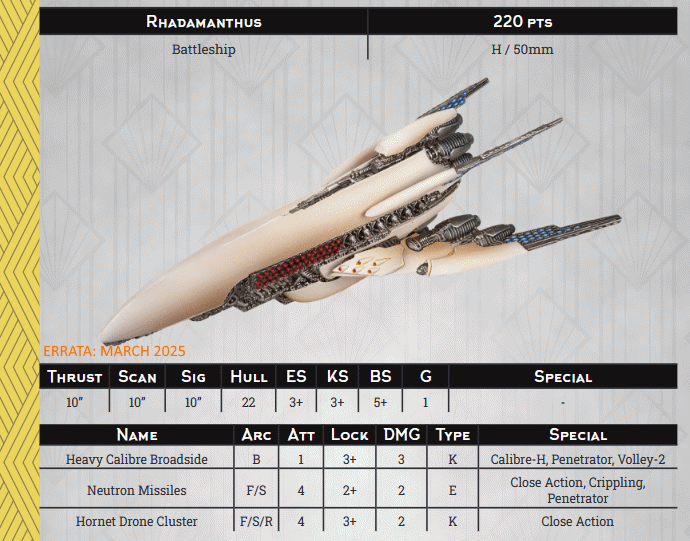 Rhadamanthus 220 pts
Battleship H / 50mm
ERRATA: MARCH 2025
Thrust Scan Sig Hull ES KS BS G Special
10" 10" 10" 22 3+ 3+ 5+ 1 -
Name Arc Att Lock DMG Type Special
Heavy Calibre Broadside B 1 3+ 3 K Calibre-H, Penetrator, Volley-2
Neutron Missiles F/S 4 2+ 2 E Close Action, Crippling,
Penetrator
Hornet Drone Cluster F/S/R 4 3+ 2 K Close Action